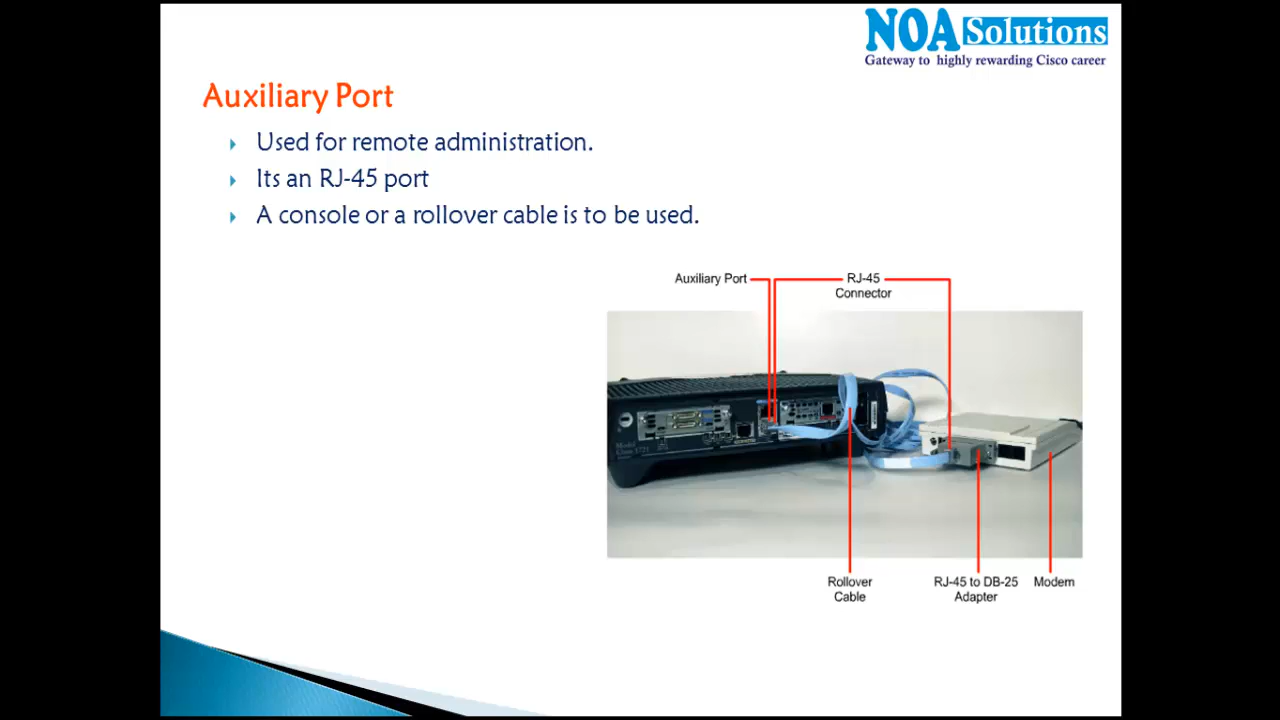 NOA Solutions
Gateway to highly rewarding Cisco career
Auxiliary Port
Used for remote administration.
Its an RJ-45 port
A console or a rollover cable is to be used.
Auxiliary Port
RJ-45
Connector
Rollover
Cable
RJ-45 to DB-25
Adapter
Modem